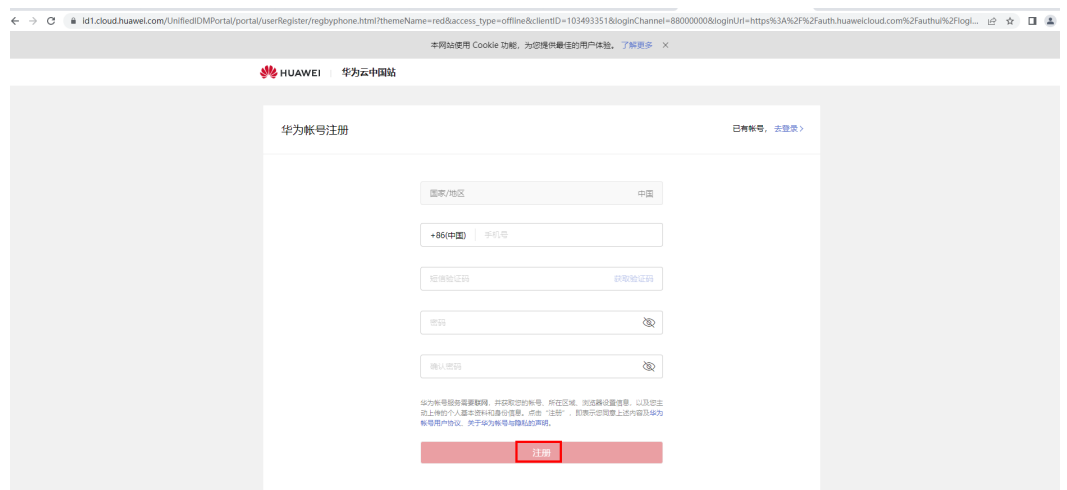 id1.cloud.huawei.com/UnifiedIDMPortal/portal/userRegister/regbyphone.html?themeName=red&access_type=offline&clientID=103493351&loginChannel=88000000&loginUrl=https%3A%2F%2Fauth.huaweicloud.com%2Fauthui%2Flogi...
本网站使用 Cookie 功能，为您提供最佳的用户体验。 了解更多 ×
HUAWEI | 华为云中国站
华为帐号注册
已有帐号， 去登录 >
国家/地区 中国
+86(中国) 手机号
短信验证码 获取验证码
密码
确认密码
华为帐号服务需要联网，并获取您的帐号、所在区域、浏览器设置信息，以及您主
动上传的个人基本资料和身份信息。点击“注册”，即表示您同意上述内容及华为
帐号用户协议、关于华为帐号与隐私的声明。
注册